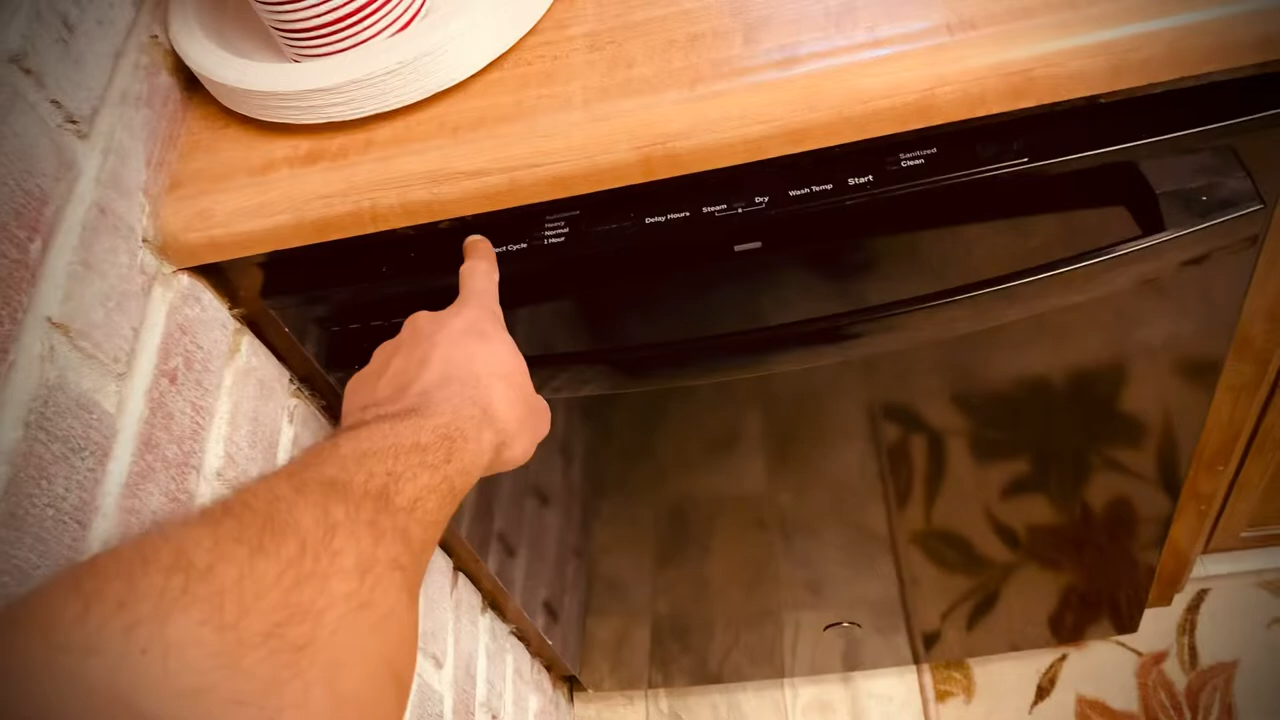 ect Cycle
Heavy
Normal
1 Hour
Delay Hours
Steam
Dry
Wash Temp
Start
Sanitized
Clean